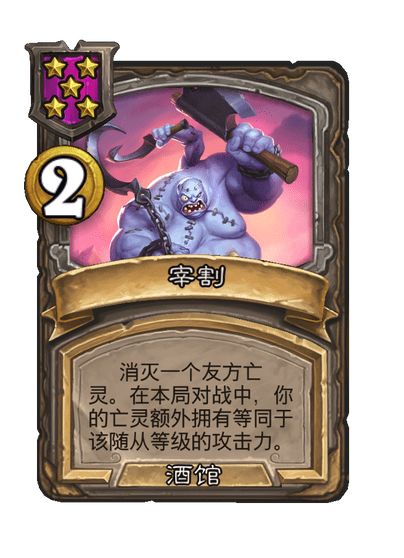 2
宰割
消灭一个友方亡
灵。在本局对战中，你
的亡灵额外拥有等同于
该随从等级的攻击力。
酒馆